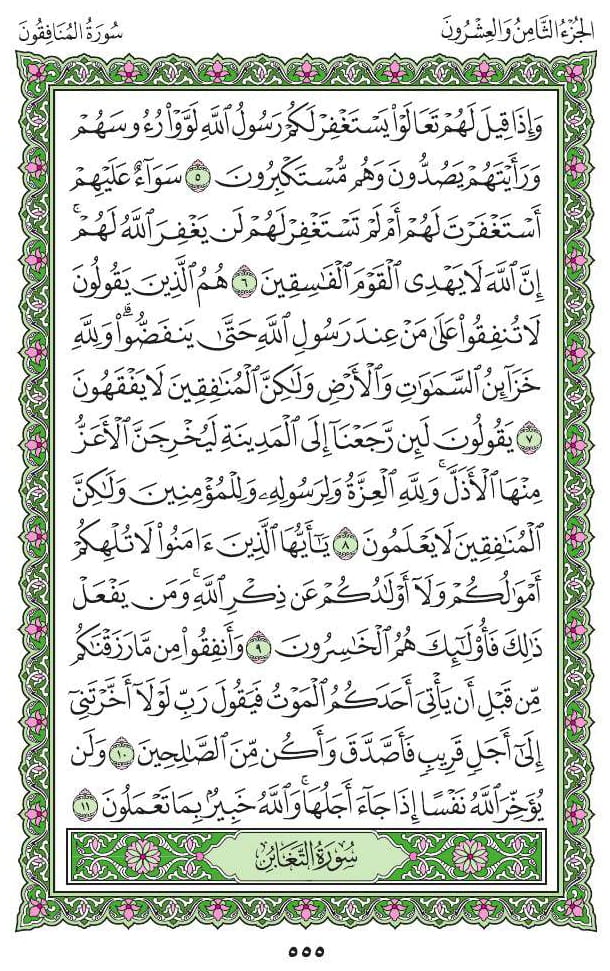 الجُزْءُ الثَّامِنُ وَالعِشْرُونَ
سُورَةُ المُنَافِقُونَ
وَإِذَا قِيلَ لَهُمۡ تَعَالَوۡاْ يَسۡتَغۡفِرۡ لَكُمۡ رَسُولُ ٱللَّهِ لَوَّوۡاْ رُءُوسَهُمۡ
وَرَأَيۡتَهُمۡ يَصُدُّونَ وَهُم مُّسۡتَكۡبِرُونَ ٥ سَوَآءٌ عَلَيۡهِمۡ
أَسۡتَغۡفَرۡتَ لَهُمۡ أَمۡ لَمۡ تَسۡتَغۡفِرۡ لَهُمۡ لَن يَغۡفِرَ ٱللَّهُ لَهُمۡۚ
إِنَّ ٱللَّهَ لَا يَهۡدِي ٱلۡقَوۡمَ ٱلۡفَٰسِقِينَ ٦ هُمُ ٱلَّذِينَ يَقُولُونَ
لَا تُنفِقُواْ عَلَىٰ مَنۡ عِندَ رَسُولِ ٱللَّهِ حَتَّىٰ يَنفَضُّواْۗ وَلِلَّهِ
خَزَآئِنُ ٱلسَّمَٰوَٰتِ وَٱلۡأَرۡضِ وَلَٰكِنَّ ٱلۡمُنَٰفِقِينَ لَا يَفۡقَهُونَ
٧ يَقُولُونَ لَئِن رَّجَعۡنَآ إِلَى ٱلۡمَدِينَةِ لَيُخۡرِجَنَّ ٱلۡأَعَزُّ
مِنۡهَا ٱلۡأَذَلَّۚ وَلِلَّهِ ٱلۡعِزَّةُ وَلِرَسُولِهِۦ وَلِلۡمُؤۡمِنِينَ وَلَٰكِنَّ
ٱلۡمُنَٰفِقِينَ لَا يَعۡلَمُونَ ٨ يَٰٓأَيُّهَا ٱلَّذِينَ ءَامَنُواْ لَا تُلۡهِكُمۡ
أَمۡوَٰلُكُمۡ وَلَآ أَوۡلَٰدُكُمۡ عَن ذِكۡرِ ٱللَّهِۚ وَمَن يَفۡعَلۡ
ذَٰلِكَ فَأُوْلَٰٓئِكَ هُمُ ٱلۡخَٰسِرُونَ ٩ وَأَنفِقُواْ مِن مَّا رَزَقۡنَٰكُم
مِّن قَبۡلِ أَن يَأۡتِيَ أَحَدَكُمُ ٱلۡمَوۡتُ فَيَقُولَ رَبِّ لَوۡلَآ أَخَّرۡتَنِيٓ
إِلَىٰٓ أَجَلٖ قَرِيبٖ فَأَصَّدَّقَ وَأَكُن مِّنَ ٱلصَّٰلِحِينَ ١٠ وَلَن
يُؤَخِّرَ ٱللَّهُ نَفۡسًا إِذَا جَآءَ أَجَلُهَاۚ وَٱللَّهُ خَبِيرُۢ بِمَا تَعۡمَلُونَ ١١
سُورَةُ التَّغَابُنِ
٥٥٥